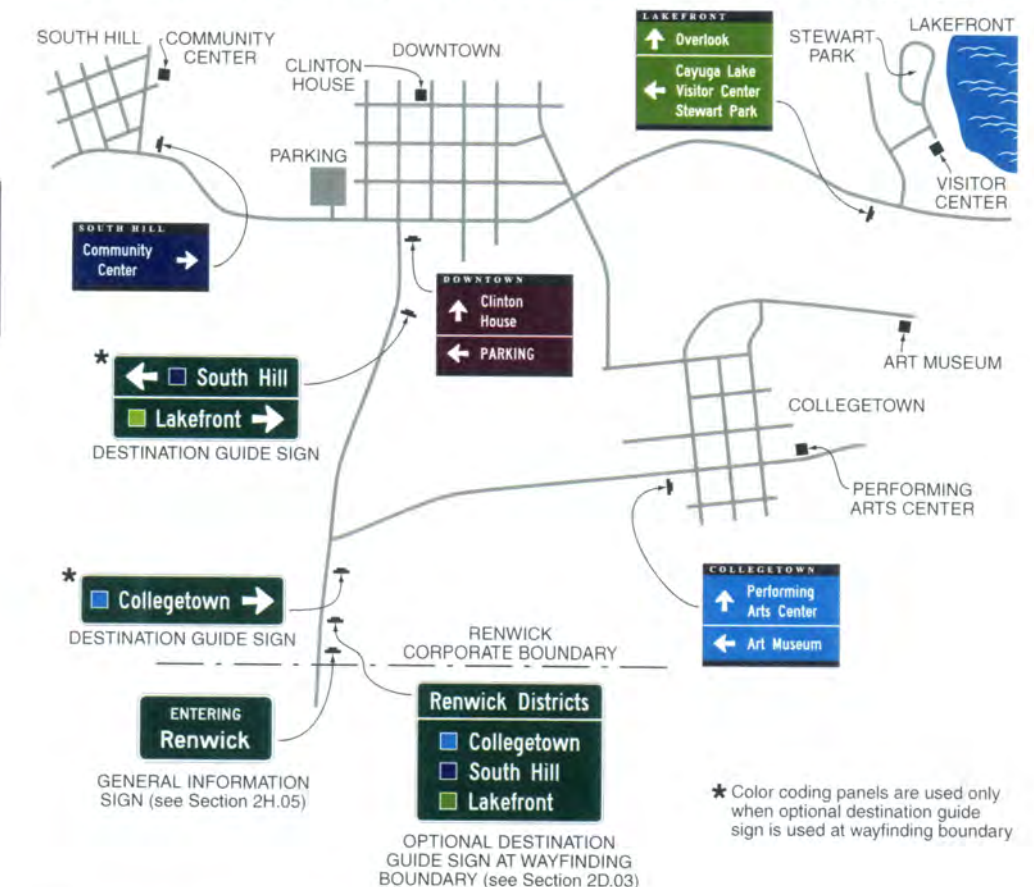 SOUTH HILL
COMMUNITY
CENTER
CLINTON
HOUSE
DOWNTOWN
PARKING
LAKEFRONT
Overlook
Cayuga Lake
Visitor Center
Stewart Park
STEWART
PARK
LAKEFRONT
VISITOR
CENTER
SOUTH HILL
Community
Center
DOWNTOWN
Clinton
House
PARKING
* South Hill
Lakefront
DESTINATION GUIDE SIGN
ART MUSEUM
COLLEGETOWN
PERFORMING
ARTS CENTER
COLLEGETOWN
Performing
Arts Center
Art Museum
* Collegetown
DESTINATION GUIDE SIGN
RENWICK
CORPORATE BOUNDARY
ENTERING
Renwick
GENERAL INFORMATION
SIGN (see Section 2H.05)
Renwick Districts
Collegetown
South Hill
Lakefront
OPTIONAL DESTINATION
GUIDE SIGN AT WAYFINDING
BOUNDARY (see Section 2D.03)
* Color coding panels are used only
when optional destination guide
sign is used at wayfinding boundary